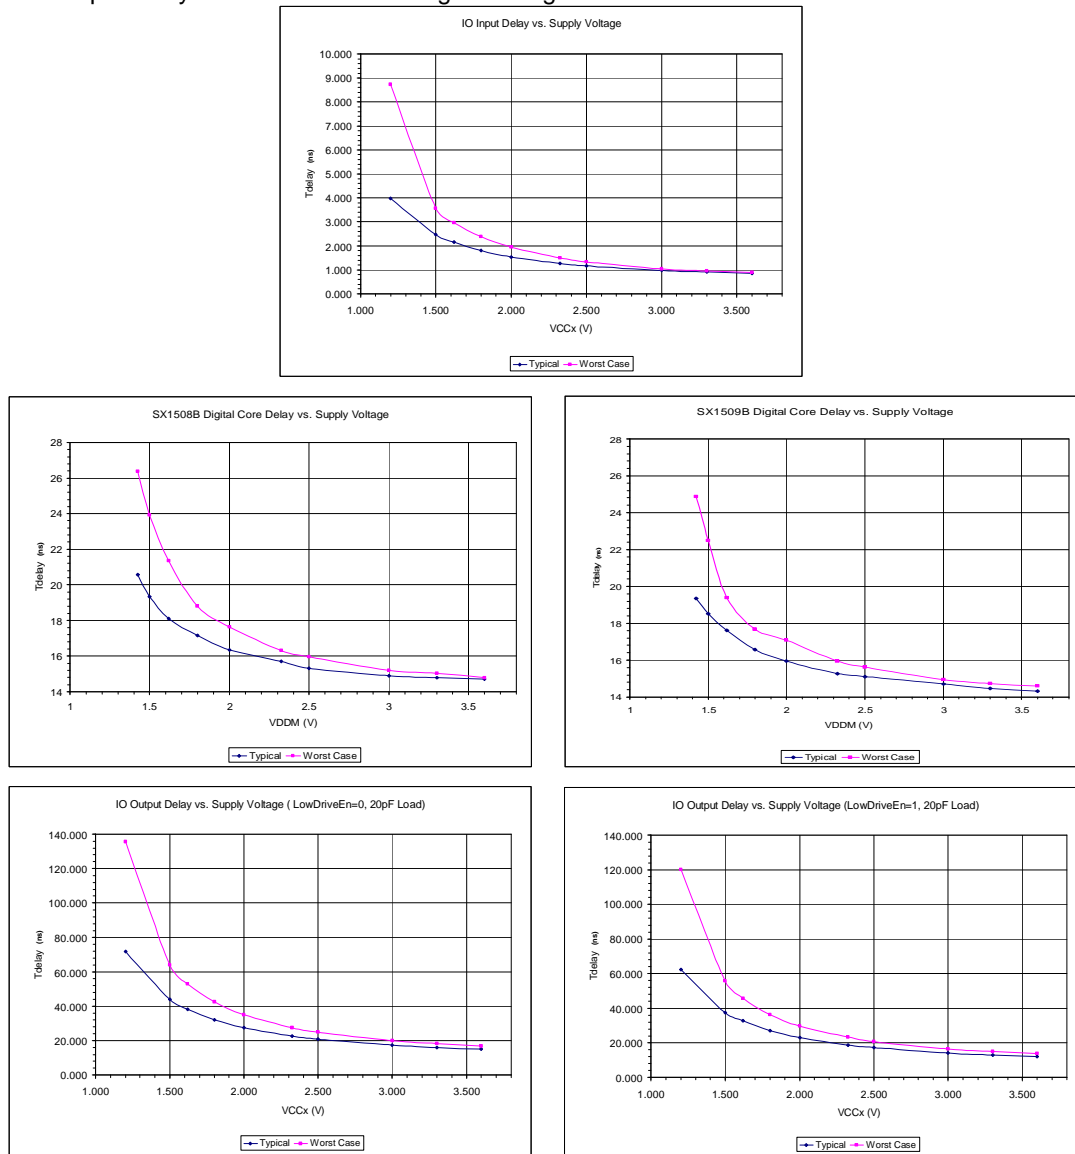 IO Input Delay vs. Supply Voltage
10.000
9.000
8.000
7.000
6.000
5.000
4.000
3.000
2.000
1.000
0.000
Tdelay (ns)
1.000 1.500 2.000 2.500 3.000 3.500
VCCx (V)
Typical Worst Case
SX1508B Digital Core Delay vs. Supply Voltage
28
26
24
22
20
18
16
14
Tdelay (ns)
1 1.5 2 2.5 3 3.5
VDDM (V)
Typical Worst Case
SX1509B Digital Core Delay vs. Supply Voltage
28
26
24
22
20
18
16
14
Tdelay (ns)
1 1.5 2 2.5 3 3.5
VDDM (V)
Typical Worst Case
IO Output Delay vs. Supply Voltage ( LowDriveEn=0, 20pF Load)
140.000
120.000
100.000
80.000
60.000
40.000
20.000
0.000
Tdelay (ns)
1.000 1.500 2.000 2.500 3.000 3.500
VCCx (V)
Typical Worst Case
IO Output Delay vs. Supply Voltage (LowDriveEn=1, 20pF Load)
140.000
120.000
100.000
80.000
60.000
40.000
20.000
0.000
Tdelay (ns)
1.000 1.500 2.000 2.500 3.000 3.500
VCCx (V)
Typical Worst Case